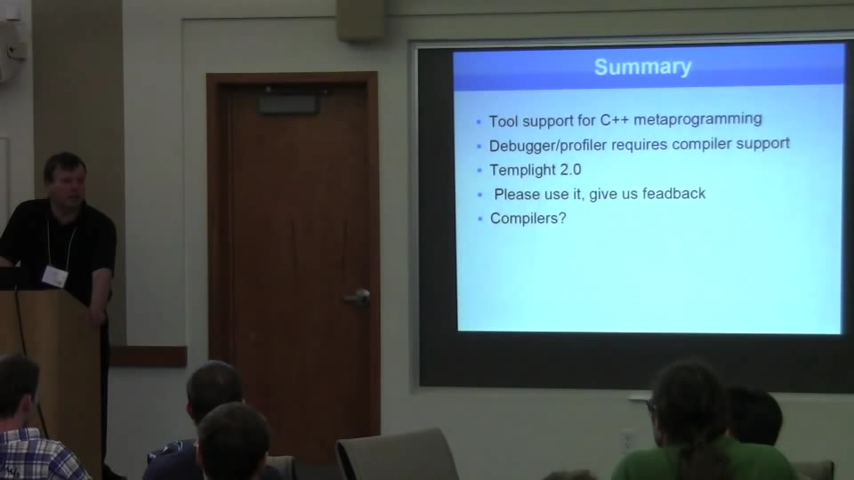 Summary
Tool support for C++ metaprogramming
Debugger/profiler requires compiler support
Templight 2.0
Please use it, give us feadback
Compilers?